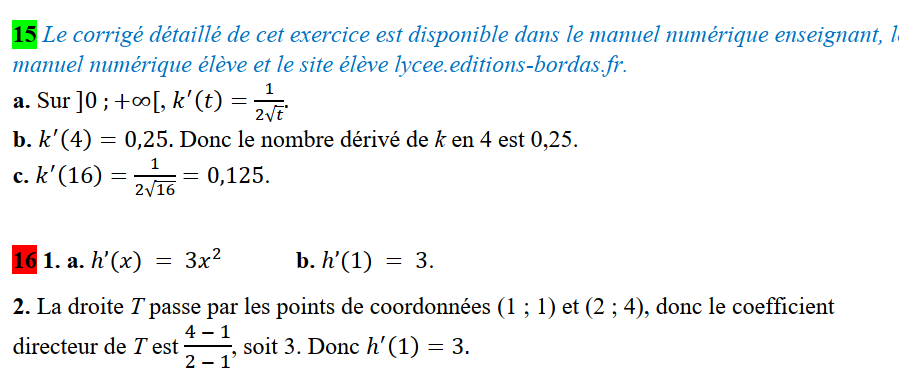 15 Le corrigé détaillé de cet exercice est disponible dans le manuel numérique enseignant,
manuel numérique élève et le site élève lycee.editions-bordas.fr.
a. Sur ]0 ; +∞[, k′(t) = 1/(2√t).
b. k′(4) = 0,25. Donc le nombre dérivé de k en 4 est 0,25.
c. k′(16) = 1/(2√16) = 0,125.
16 1. a. h’(x) = 3x² b. h’(1) = 3.
2. La droite T passe par les points de coordonnées (1 ; 1) et (2 ; 4), donc le coefficient
directeur de T est (4 − 1)/(2 − 1), soit 3. Donc h′(1) = 3.